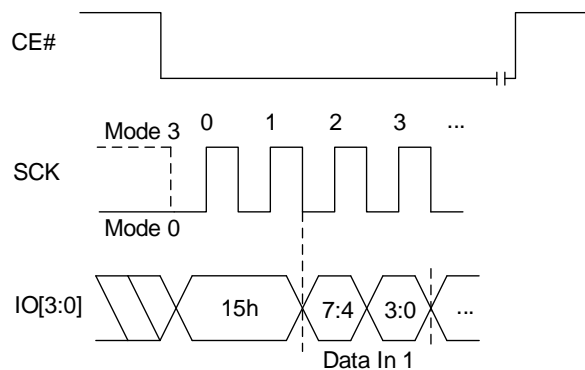 CE#
0 1 2 3 ...
Mode 3
SCK
Mode 0
IO[3:0] 15h 7:4 3:0 ...
Data In 1